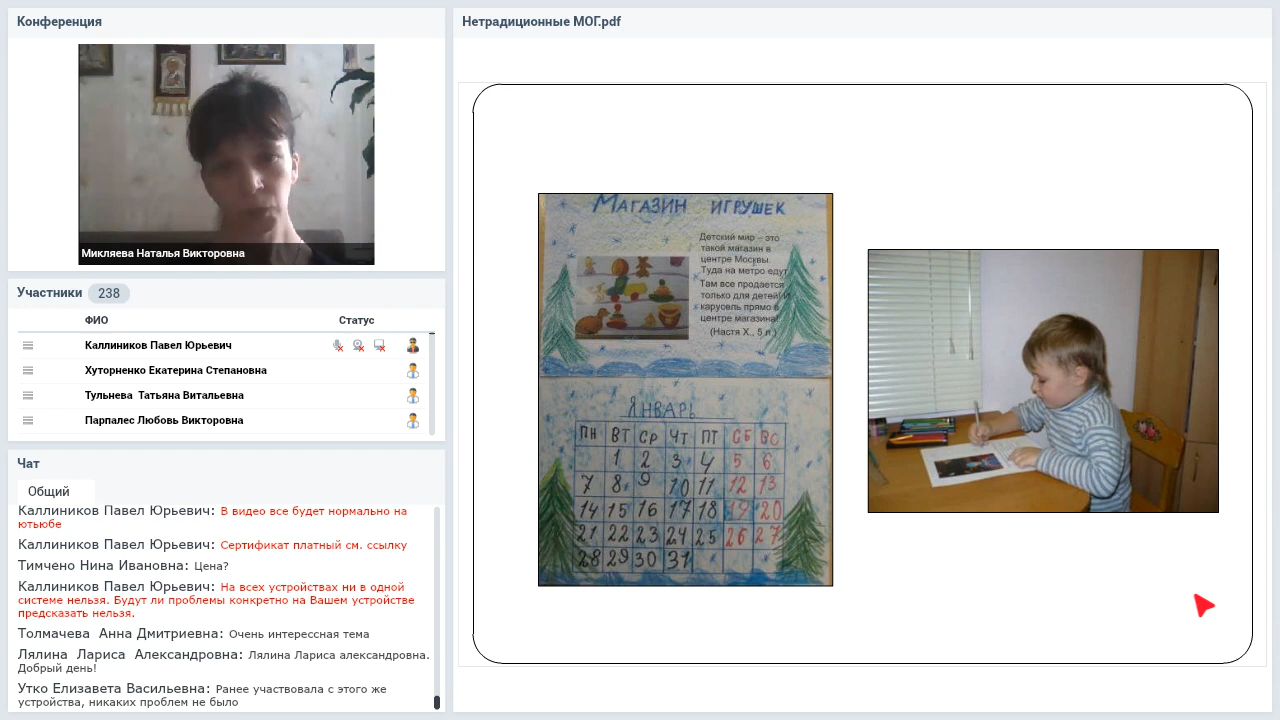 Конференция
Микляева Наталья Викторовна
Участники 238
ФИО Статус
Каллиников Павел Юрьевич
Хуторненко Екатерина Степановна
Тульнева  Татьяна Витальевна
Парпалес Любовь Викторовна
Чат
Общий
Каллиников Павел Юрьевич: В видео все будет нормально на
ютьюбе
Каллиников Павел Юрьевич: Сертификат платный см. ссылку
Тимчено Нина Ивановна: Цена?
Каллиников Павел Юрьевич: На всех устройствах ни в одной
системе нельзя. Будут ли проблемы конкретно на Вашем устройстве
предсказать нельзя.
Толмачева  Анна Дмитриевна: Очень интерессная тема
Лялина  Лариса  Александровна: Лялина Лариса александровна.
Добрый день!
Утко Елизавета Васильевна: Ранее участвовала с этого же
устройства, никаких проблем не было
Нетрадиционные МОГ.pdf
МАГАЗИН ИГРУШЕК
Детский мир – это
такой магазин в
центре Москвы.
Туда на метро едут
Там все продается
только для детей! И
карусель прямо в
центре магазина!
(Настя Х., 5 л.)
ЯНВАРЬ
ПН ВТ СР ЧТ ПТ СБ ВС
1 2 3 4 5 6
7 8 9 10 11 12 13
14 15 16 17 18 19 20
21 22 23 24 25 26 27
28 29 30 31